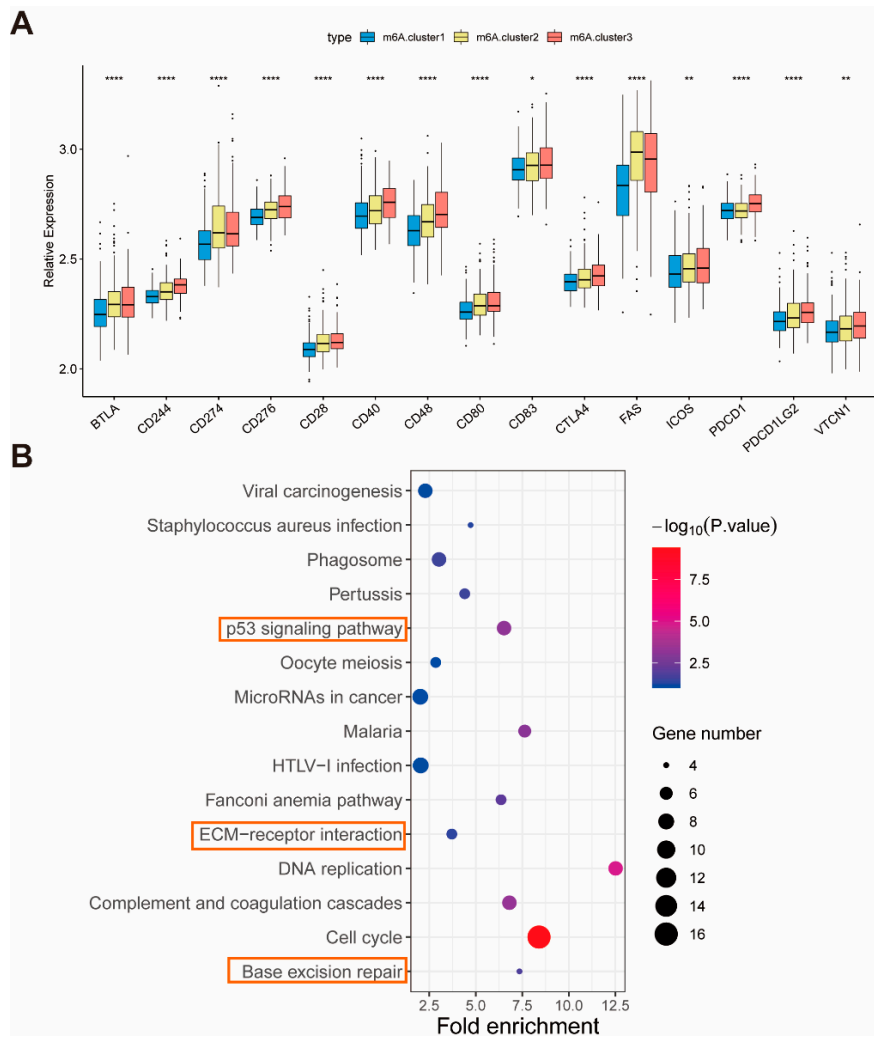 A
type m6A.cluster1 m6A.cluster2 m6A.cluster3
**** **** **** **** **** **** **** **** * **** **** ** **** **** **
Relative Expression
3.0
2.5
2.0
BTLA CD244 CD274 CD276 CD28 CD40 CD48 CD80 CD83 CTLA4 FAS ICOS PDCD1 PDCD1LG2 VTCN1
B
Viral carcinogenesis
Staphylococcus aureus infection
Phagosome
Pertussis
p53 signaling pathway
Oocyte meiosis
MicroRNAs in cancer
Malaria
HTLV−I infection
Fanconi anemia pathway
ECM−receptor interaction
DNA replication
Complement and coagulation cascades
Cell cycle
Base excision repair
2.5 5.0 7.5 10.0 12.5
Fold enrichment
−log10(P.value)
7.5
5.0
2.5
Gene number
4
6
8
10
12
14
16